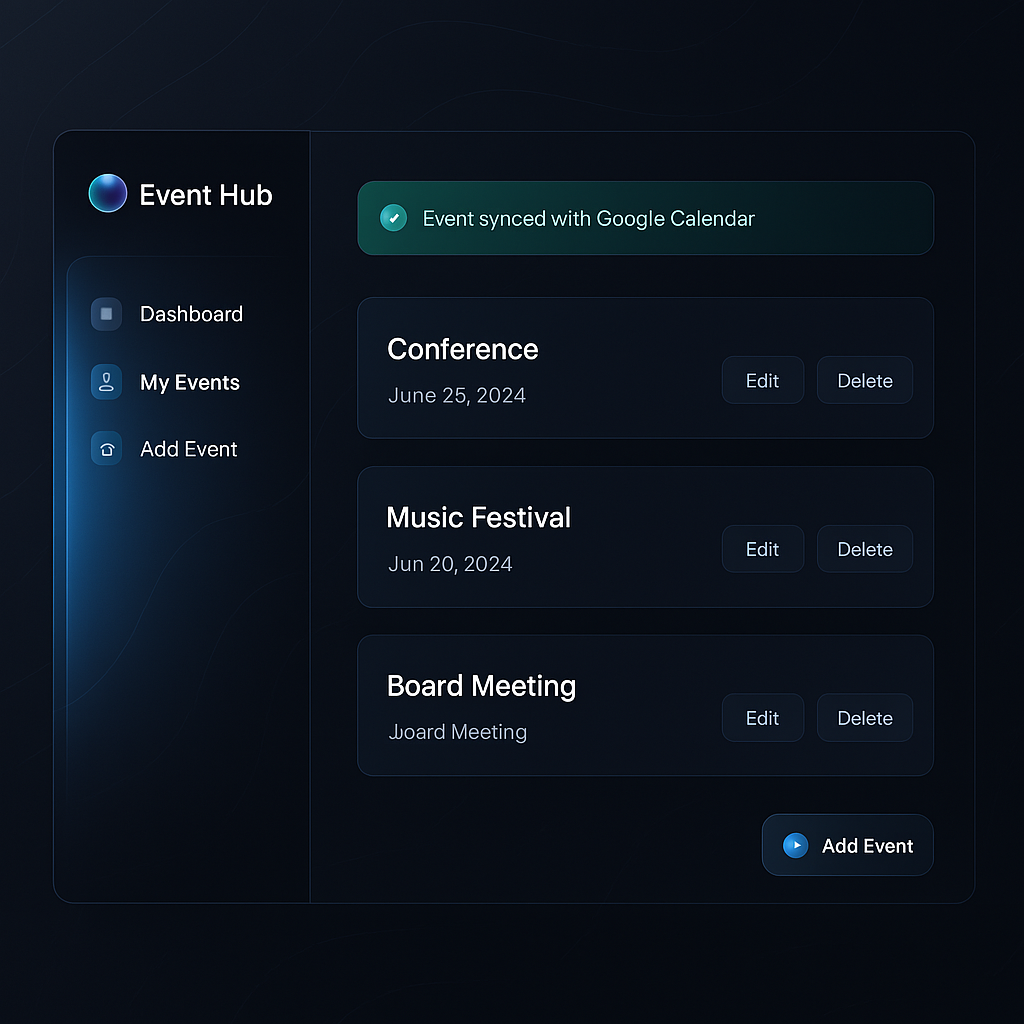 Event Hub
Dashboard
My Events
Add Event
Event synced with Google Calendar
Conference
June 25, 2024
Edit
Delete
Music Festival
Jun 20, 2024
Edit
Delete
Board Meeting
Meeting
Edit
Delete
Add Event